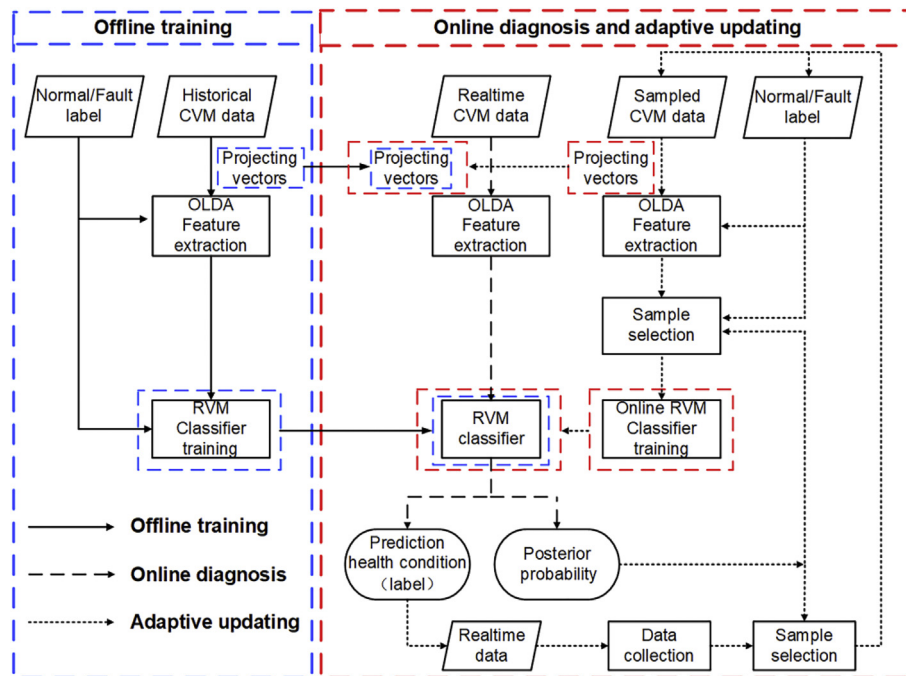 Offline training
Online diagnosis and adaptive updating
Normal/Fault
label
Historical
CVM data
Realtime
CVM data
Sampled
CVM data
Normal/Fault
label
Projecting
vectors
Projecting
vectors
Projecting
vectors
OLDA
Feature
extraction
OLDA
Feature
extraction
OLDA
Feature
extraction
Sample
selection
RVM
Classifier
training
RVM
classifier
Online RVM
Classifier
training
Offline training
Online diagnosis
Adaptive updating
Prediction
health condition
（label）
Posterior
probability
Realtime
data
Data
collection
Sample
selection